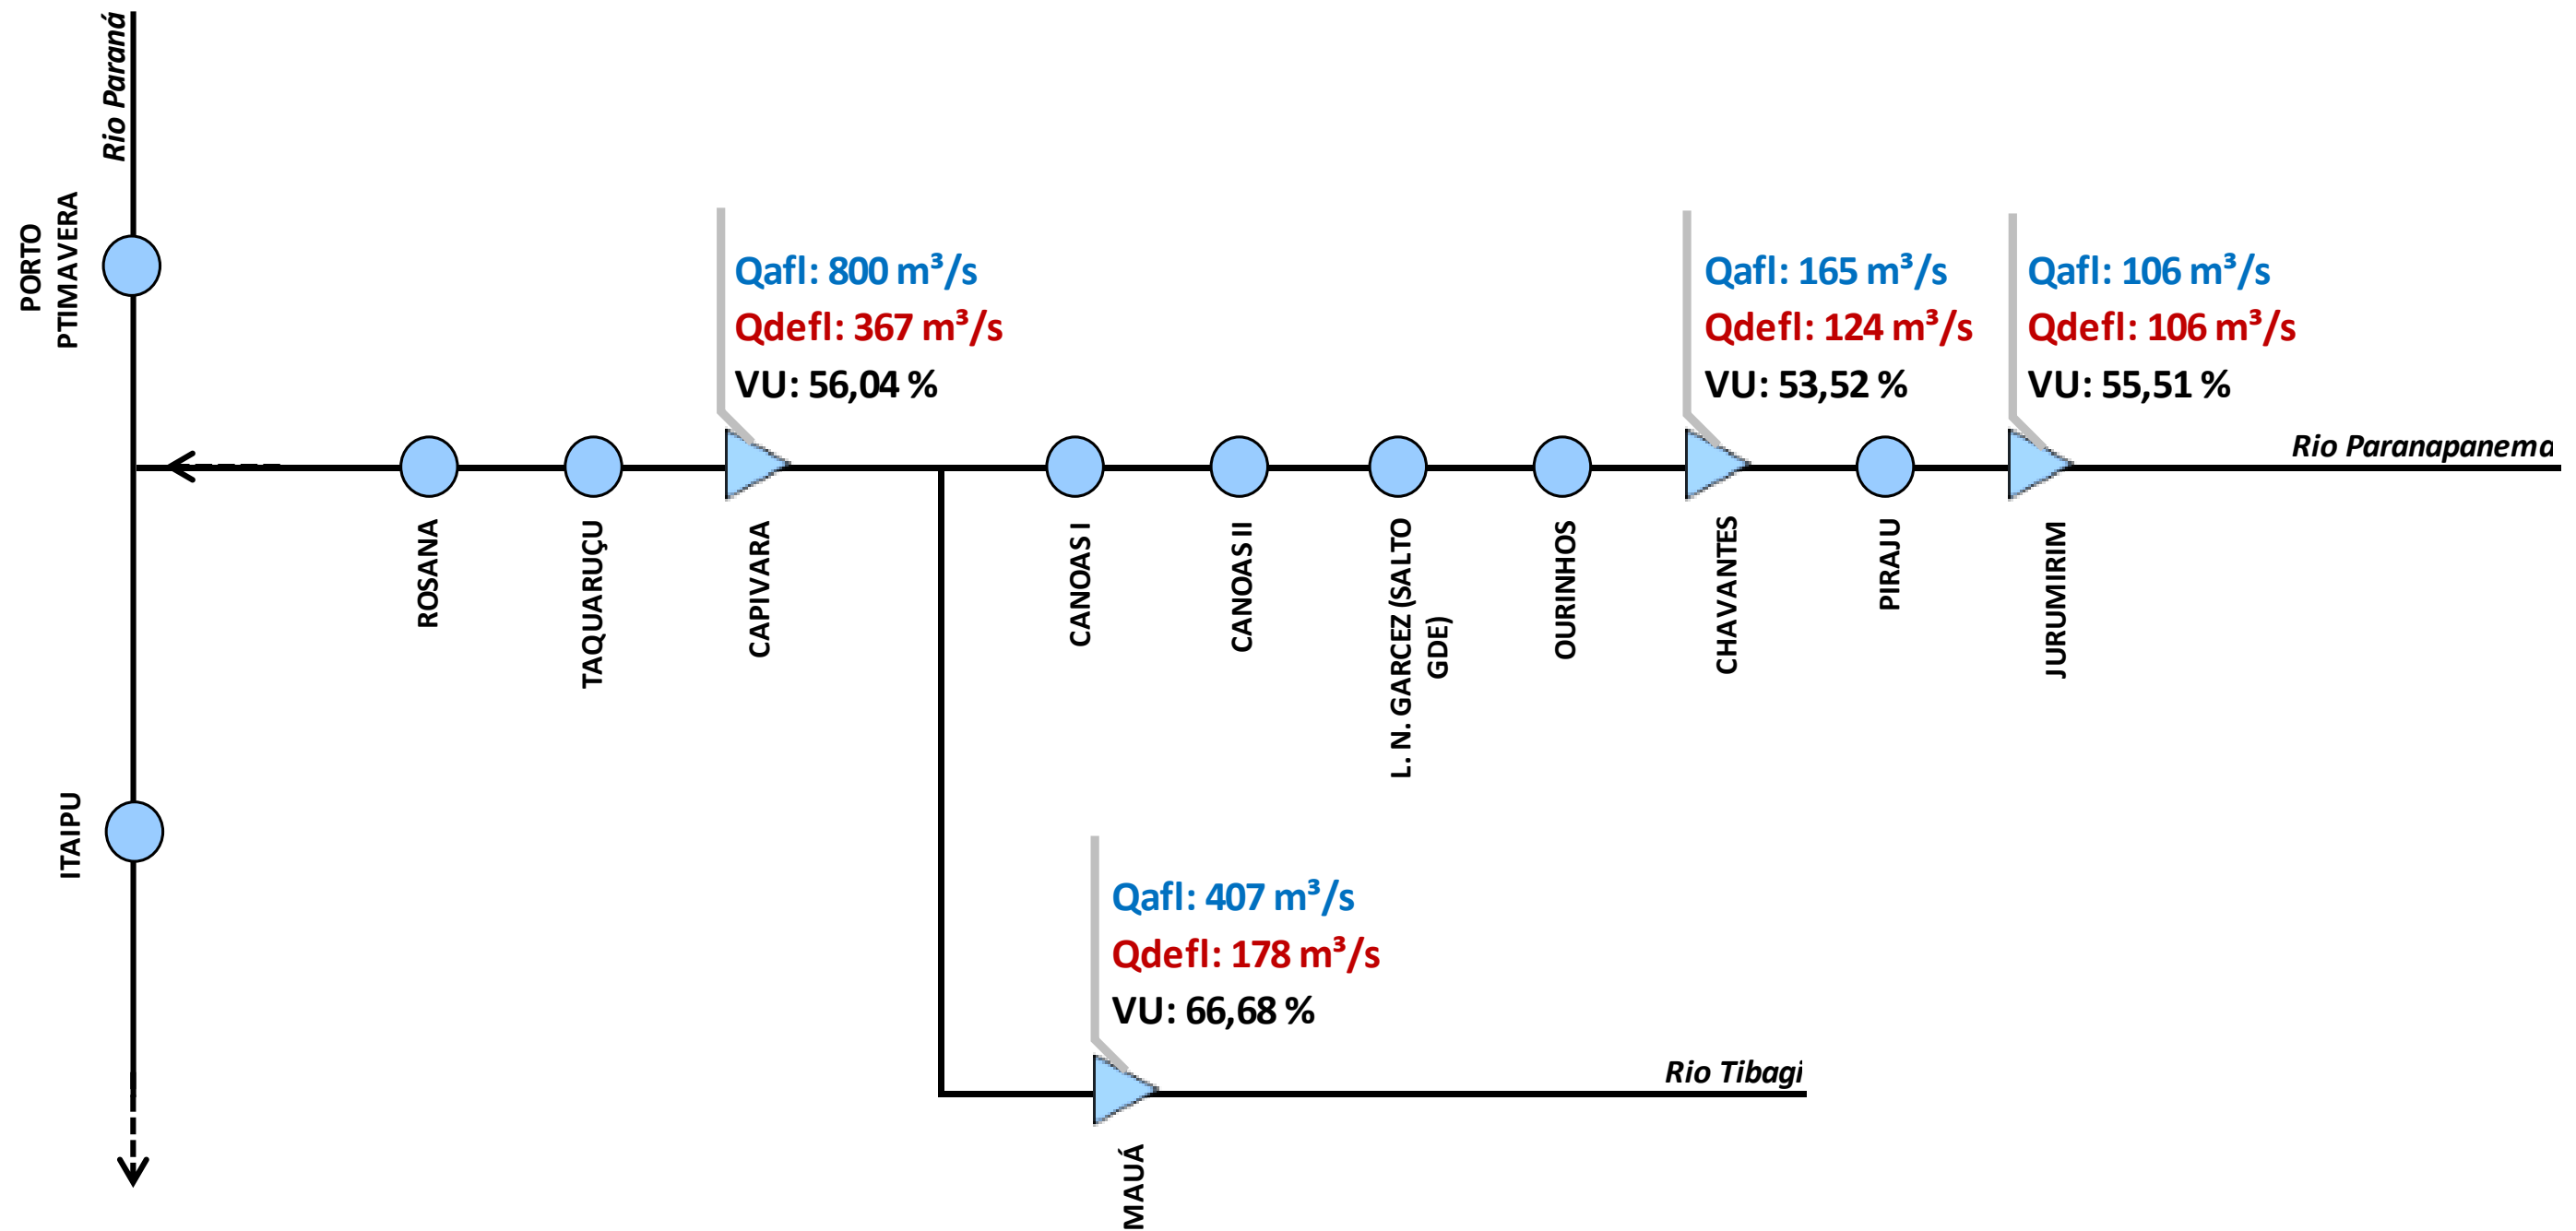 Rio Paraná
PORTO
PTIMAVERA
Qafl: 800 m³/s
Qdefl: 367 m³/s
VU: 56,04 %
Qafl: 165 m³/s
Qdefl: 124 m³/s
VU: 53,52 %
Qafl: 106 m³/s
Qdefl: 106 m³/s
VU: 55,51 %
Rio Paranapanema
ROSANA
TAQUARUÇU
CAPIVARA
CANOAS I
CANOAS II
L. N. GARCEZ (SALTO
GDE)
OURINHOS
CHAVANTES
PIRAJU
JURUMIRIM
ITAIPU
Qafl: 407 m³/s
Qdefl: 178 m³/s
VU: 66,68 %
Rio Tibagi
MAUÁ